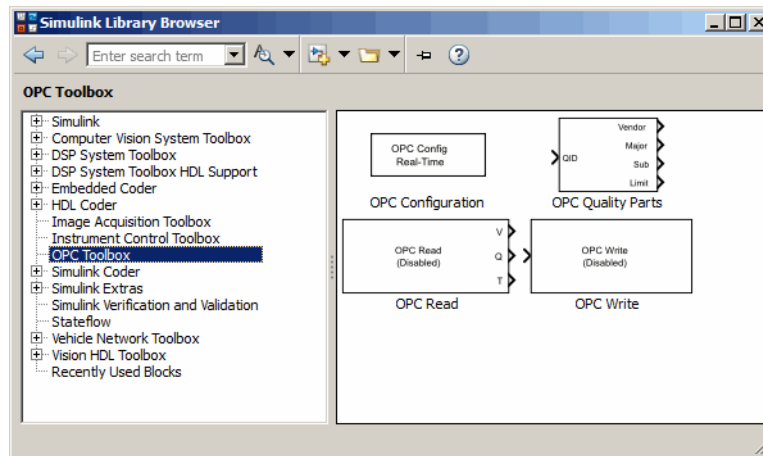 Simulink Library Browser
Enter search term
OPC Toolbox
Simulink
Computer Vision System Toolbox
DSP System Toolbox
DSP System Toolbox HDL Support
Embedded Coder
HDL Coder
Image Acquisition Toolbox
Instrument Control Toolbox
OPC Toolbox
Simulink Coder
Simulink Extras
Simulink Verification and Validation
Stateflow
Vehicle Network Toolbox
Vision HDL Toolbox
Recently Used Blocks
OPC Config
Real-Time
OPC Configuration
QID
Vendor
Major
Sub
Limit
OPC Quality Parts
OPC Read
(Disabled)
V
Q
T
OPC Read
OPC Write
(Disabled)
OPC Write